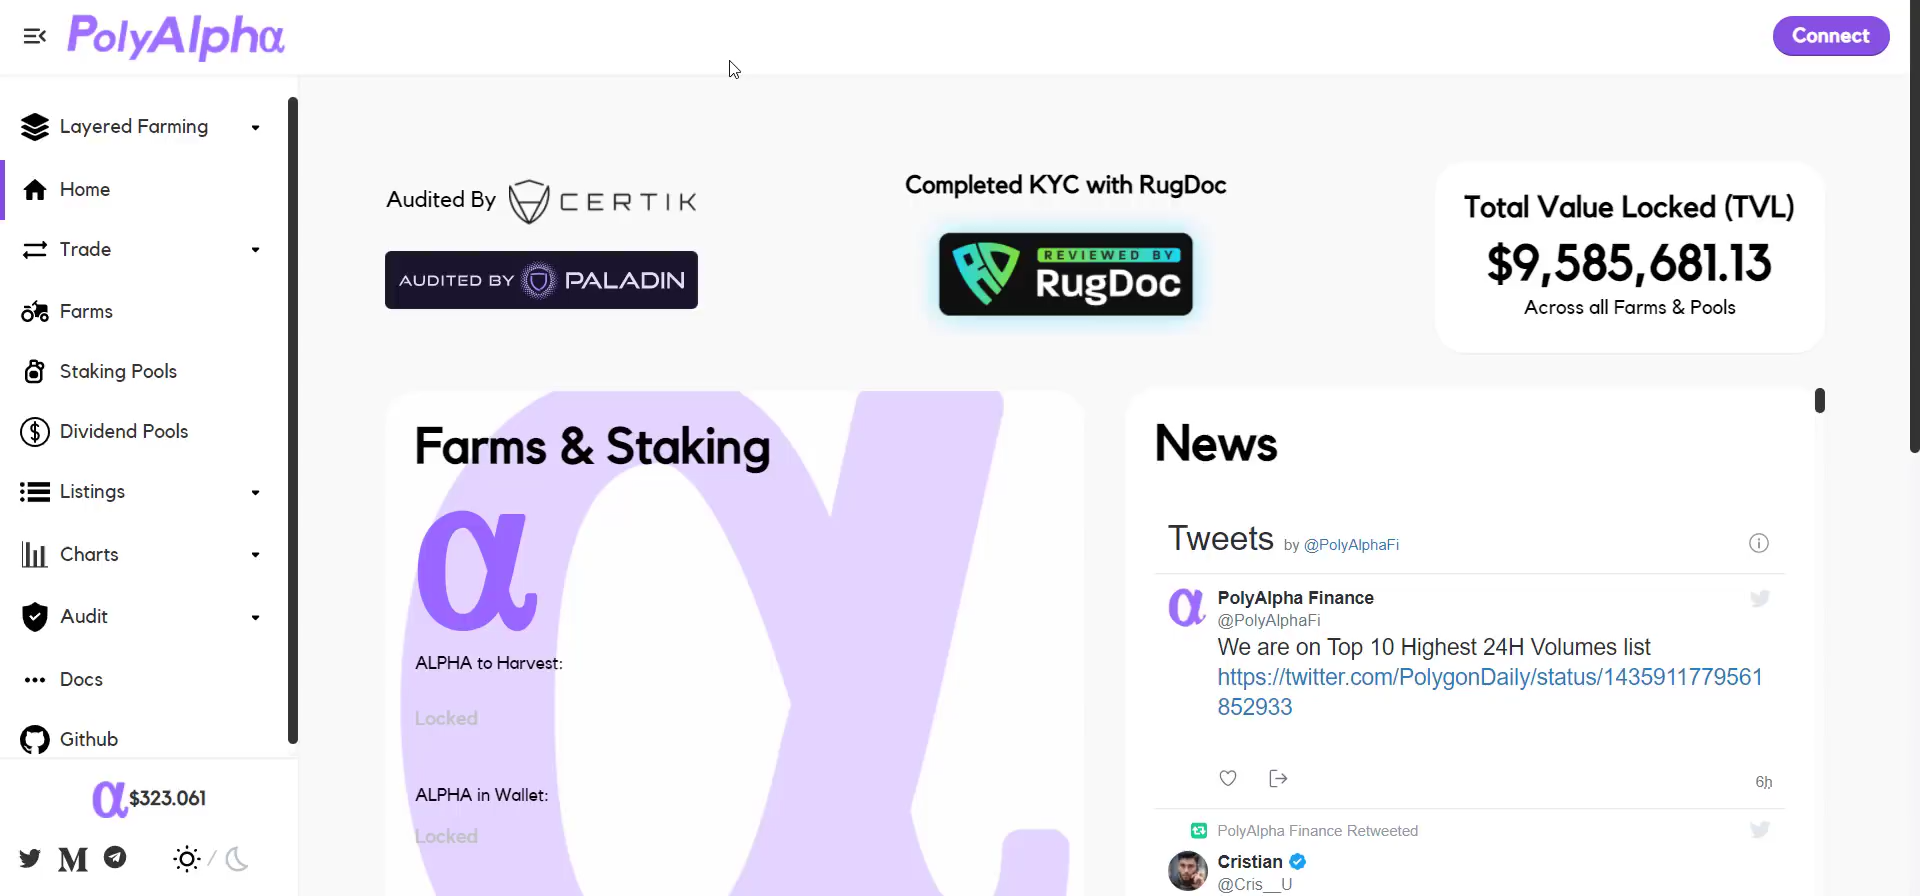 PolyAlpha
Connect
Layered Farming
Home
Trade
Farms
Staking Pools
Dividend Pools
Listings
Charts
Audit
Docs
Github
α$323.061
Audited By CERTIK
AUDITED BY PALADIN
Completed KYC with RugDoc
REVIEWED BY
RugDoc
Total Value Locked (TVL)
$9,585,681.13
Across all Farms & Pools
Farms & Staking
α
ALPHA to Harvest:
Locked
ALPHA in Wallet:
Locked
News
Tweets by @PolyAlphaFi
PolyAlpha Finance
@PolyAlphaFi
We are on Top 10 Highest 24H Volumes list
https://twitter.com/PolygonDaily/status/1435911779561
852933
6h
PolyAlpha Finance Retweeted
Cristian
@Cris__U